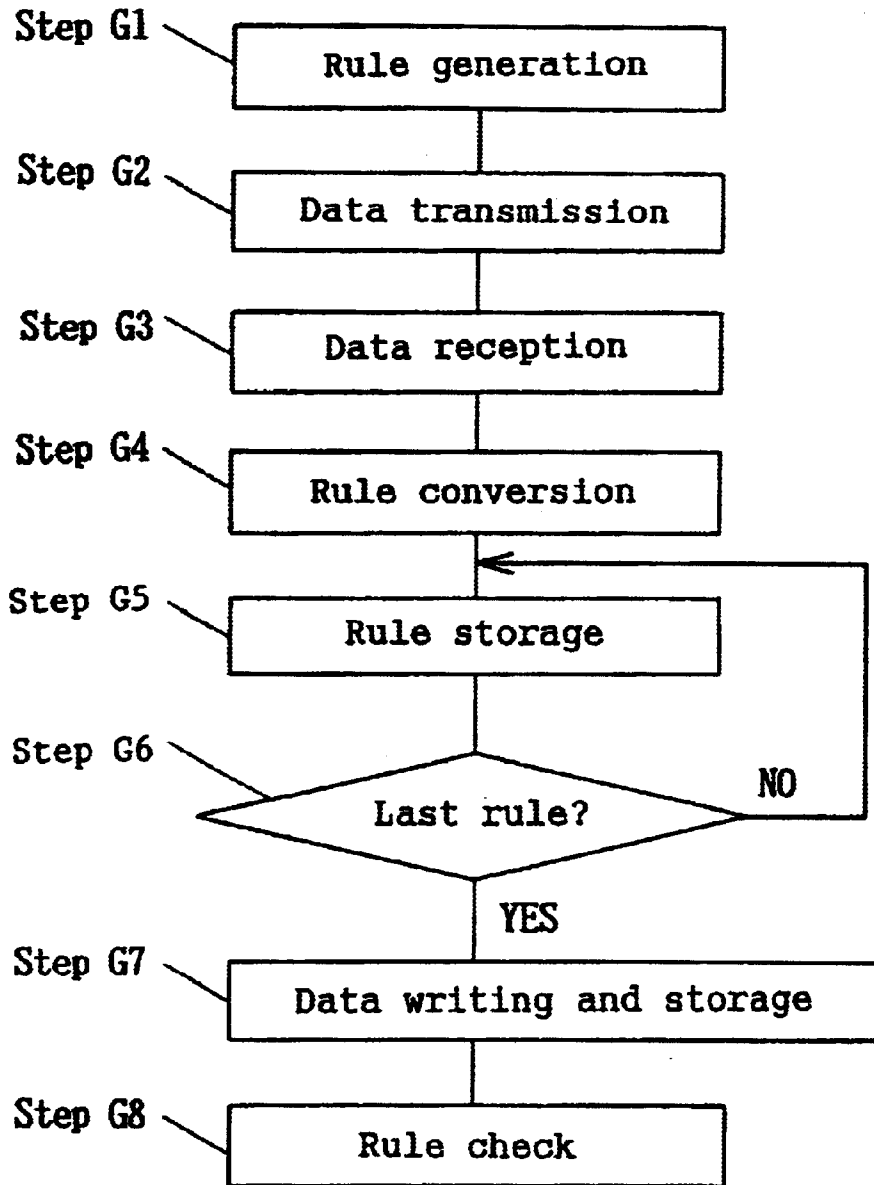 Step G1
Rule generation
Step G2
Data transmission
Step G3
Data reception
Step G4
Rule conversion
Step G5
Rule storage
Step G6
Last rule?
NO
YES
Step G7
Data writing and storage
Step G8
Rule check